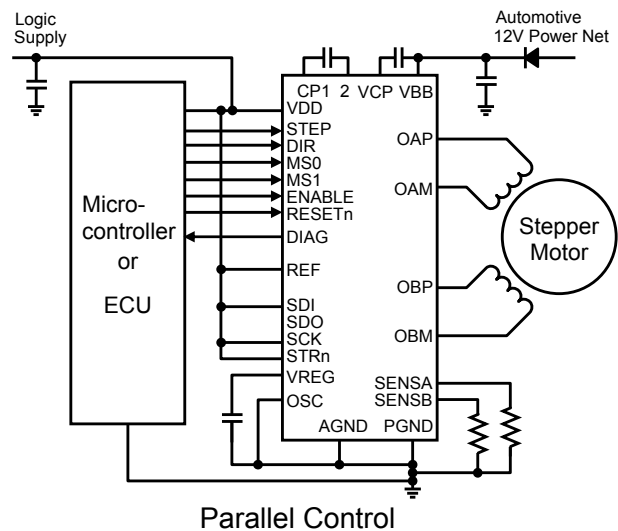 Logic
Supply
Automotive
12V Power Net
CP1 2 VCP VBB
VDD
STEP
DIR
MS0
MS1
ENABLE
RESETn
DIAG
REF
SDI
SDO
SCK
STRn
VREG
OSC
AGND PGND
OAP
OAM
OBP
OBM
SENSA
SENSB
Micro-
controller
or
ECU
Stepper
Motor
Parallel Control